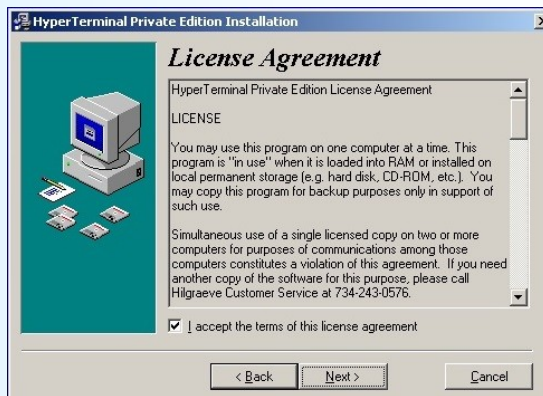 HyperTerminal Private Edition Installation
License Agreement
HyperTerminal Private Edition License Agreement
LICENSE
You may use this program on one computer at a time. This
program is "in use" when it is loaded into RAM or installed on
local permanent storage (e.g. hard disk, CD-ROM, etc.). You
may copy this program for backup purposes only in support of
such use.
Simultaneous use of a single licensed copy on two or more
computers for purposes of communications among those
computers constitutes a violation of this agreement. If you need
another copy of the software for this purpose, please call
Hilgraeve Customer Service at 734-243-0576.
I accept the terms of this license agreement
< Back
Next >
Cancel